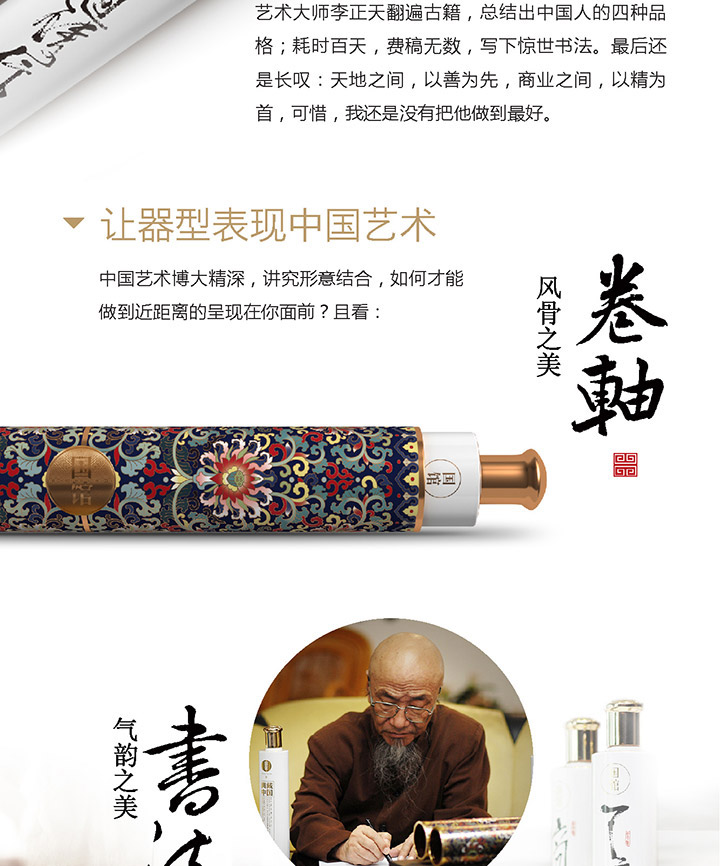 艺术大师李正天翻遍古籍，总结出中国人的四种品
格；耗时百天，费稿无数，写下惊世书法。最后还
是长叹：天地之间，以善为先，商业之间，以精为
首，可惜，我还是没有把他做到最好。
让器型表现中国艺术
中国艺术博大精深，讲究形意结合，如何才能
做到近距离的呈现在你面前？且看：
卷軸
风骨之美
国馆
書法
气韵之美
国馆